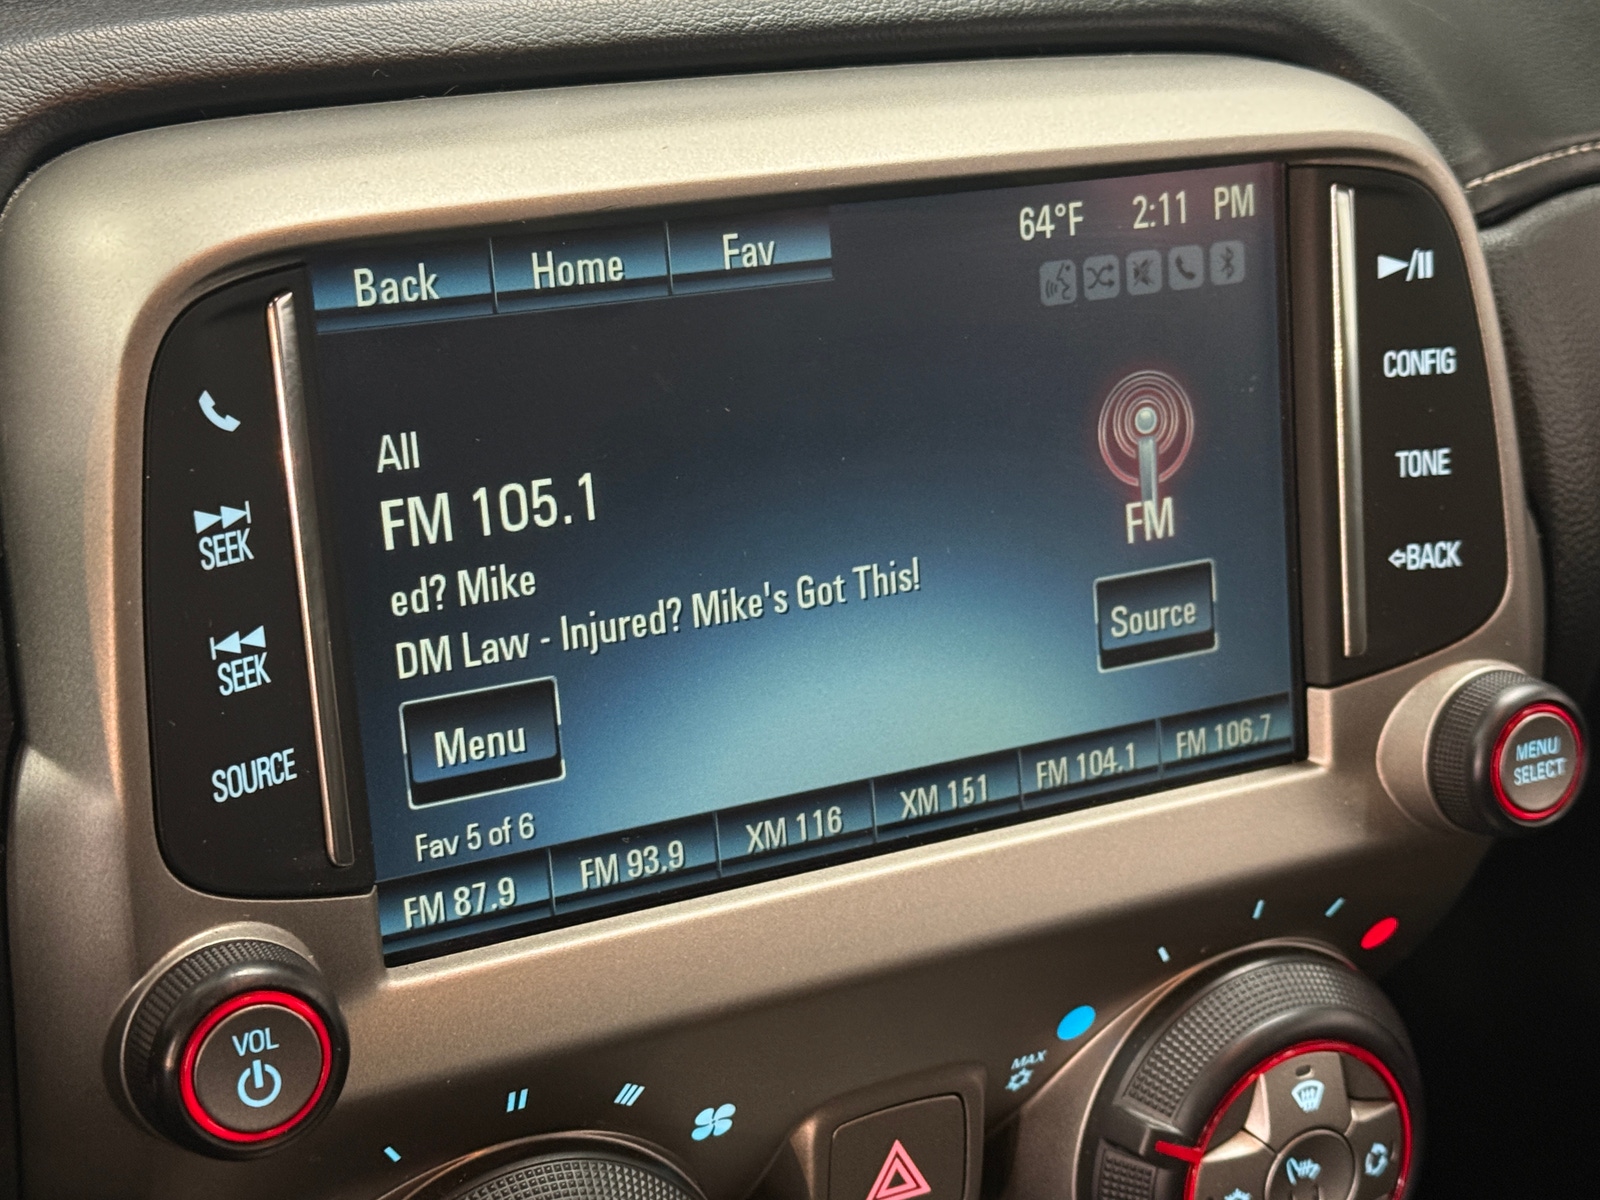 Back Home Fav
64°F 2:11 PM
All
FM 105.1
ed? Mike
DM Law - Injured? Mike's Got This!
FM
Source
Menu
Fav 5 of 6
FM 87.9 FM 93.9 XM 116 XM 151 FM 104.1 FM 106.7
SEEK
SEEK
SOURCE
CONFIG
TONE
BACK
MENU
SELECT
VOL
MAX